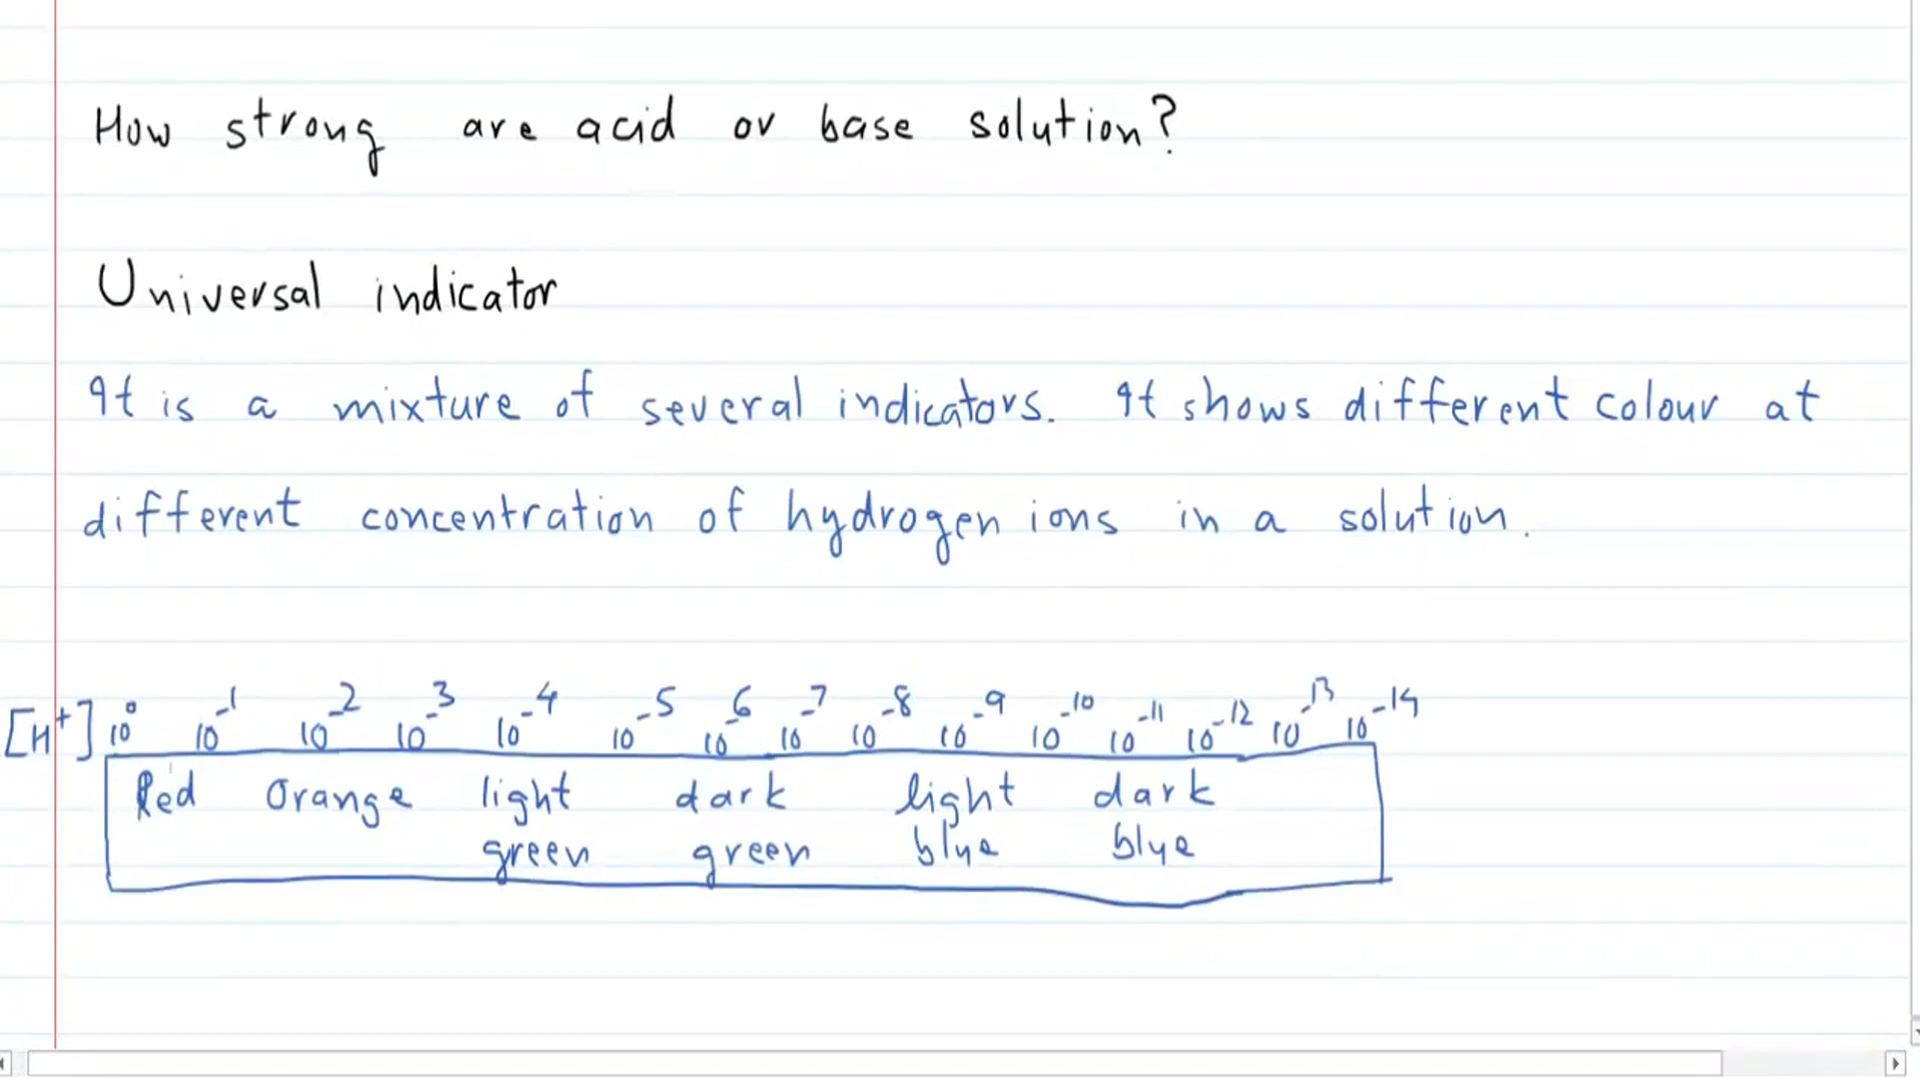 How strong are acid or base solution?
Universal indicator
It is a mixture of several indicators. It shows different colour at
different concentration of hydrogen ions in a solution.
[H⁺] 10⁰ 10⁻¹ 10⁻² 10⁻³ 10⁻⁴ 10⁻⁵ 10⁻⁶ 10⁻⁷ 10⁻⁸ 10⁻⁹ 10⁻¹⁰ 10⁻¹¹ 10⁻¹² 10⁻¹³ 10⁻¹⁴
Red Orange light dark light dark
green green blue blue